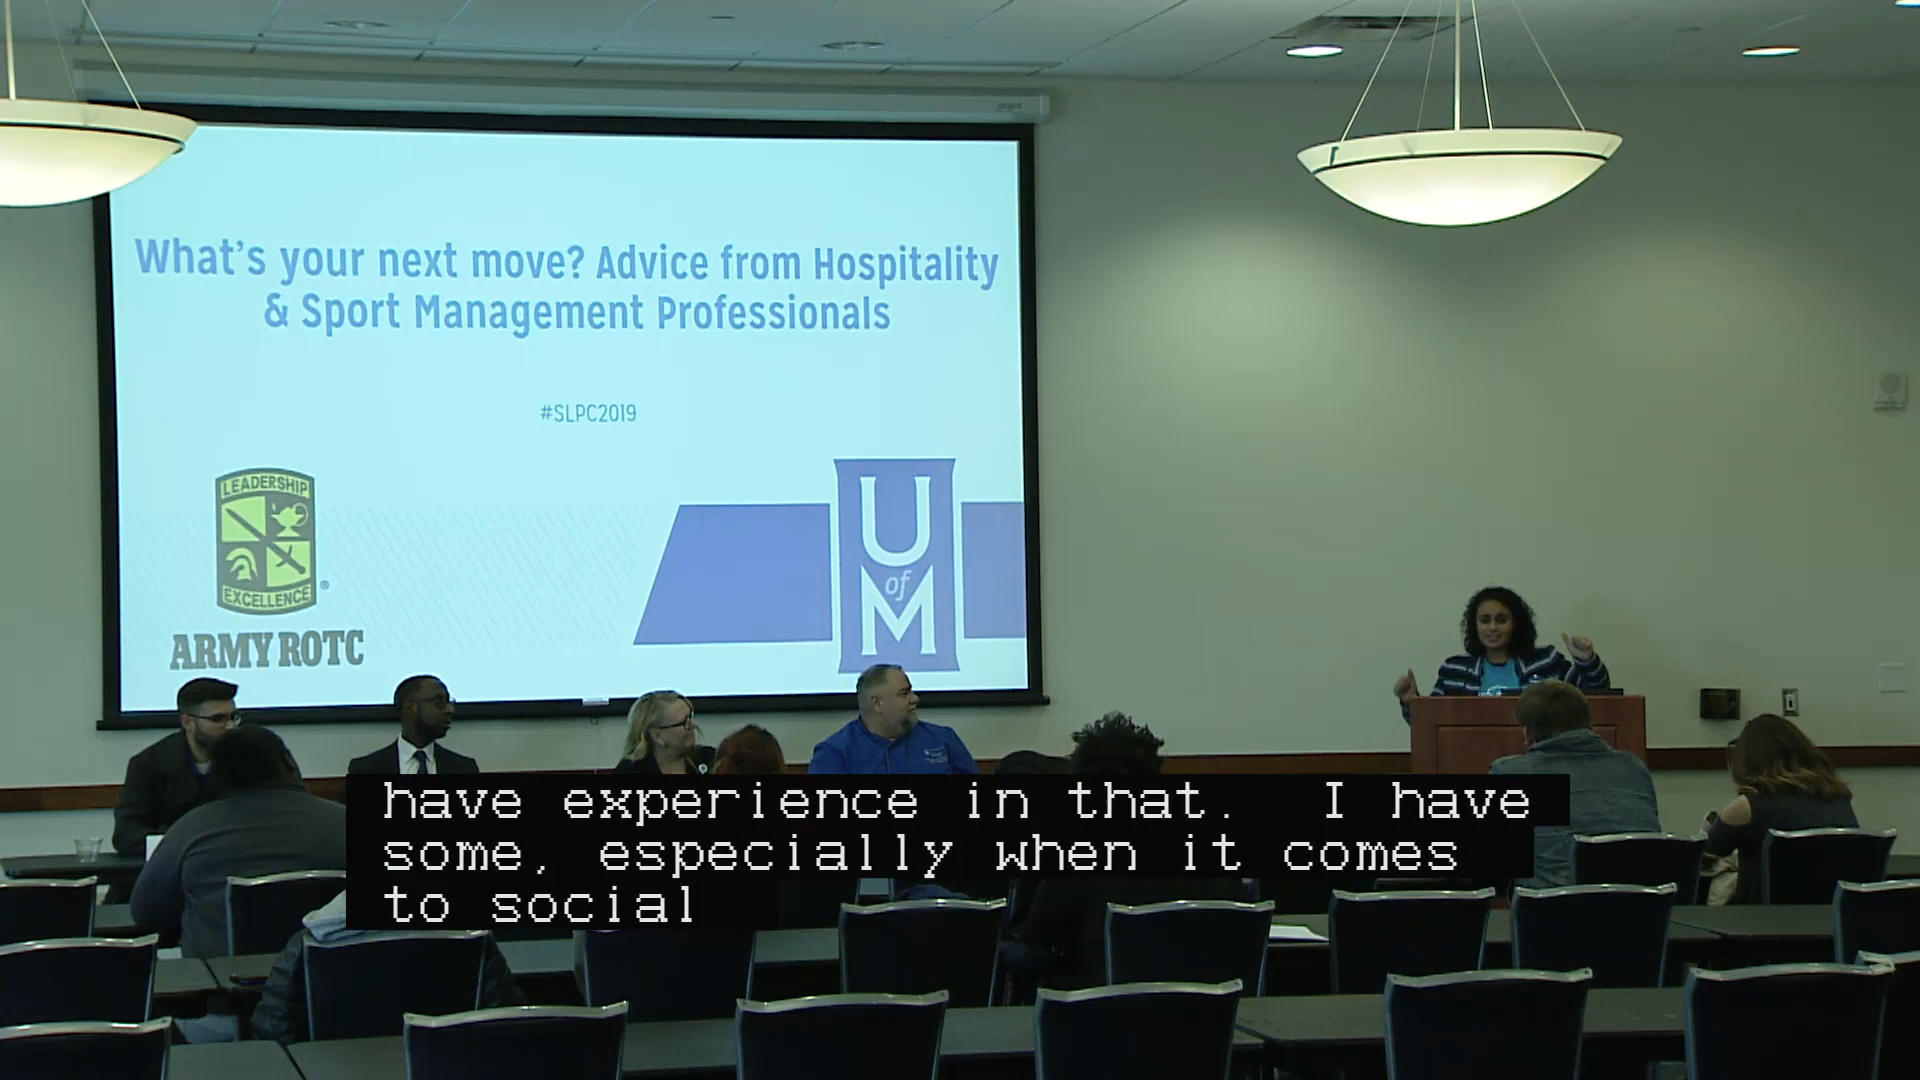 What's your next move? Advice from Hospitality
& Sport Management Professionals
#SLPC2019
LEADERSHIP
EXCELLENCE
®
ARMY ROTC
U
of
M
have experience in that.  I have
some, especially when it comes
to social